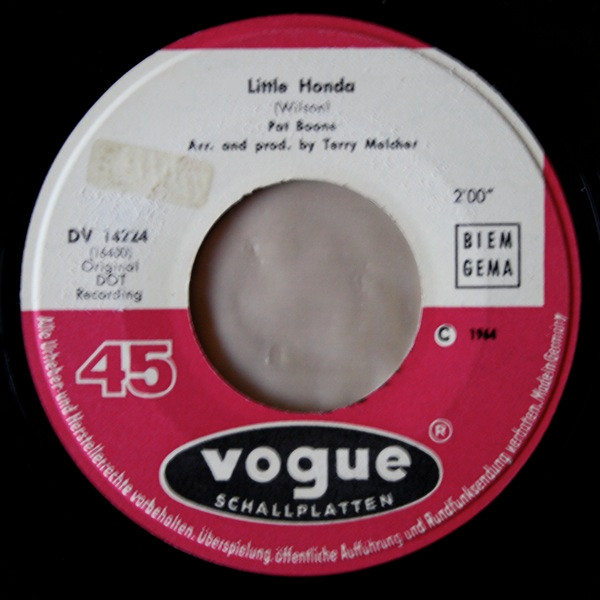 Little Honda
(Wilson)
Pat Boone
Arr. and prod. by Terry Melcher
2'00"
DV 14224
(16400)
Original
DOT
Recording
BIEM
GEMA
45
© 1964
vogue ®
SCHALLPLATTEN
Alle Urheber- und Herstellerrechte vorbehalten. Überspielung, öffentliche Aufführung und Rundfunksendung verboten. Made in Germany